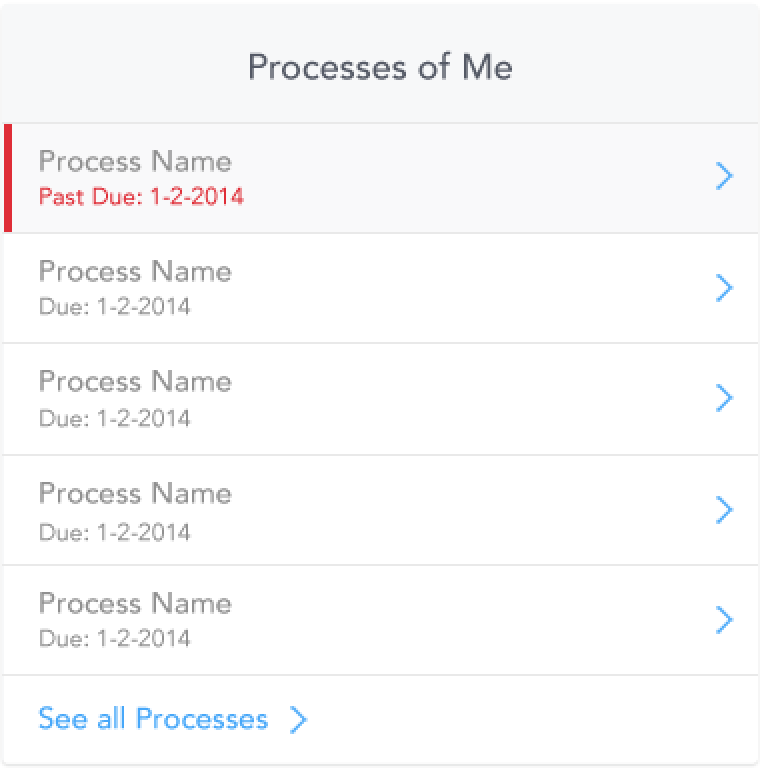 Processes of Me
Process Name
Past Due: 1-2-2014
Process Name
Due: 1-2-2014
Process Name
Due: 1-2-2014
Process Name
Due: 1-2-2014
Process Name
Due: 1-2-2014
See all Processes